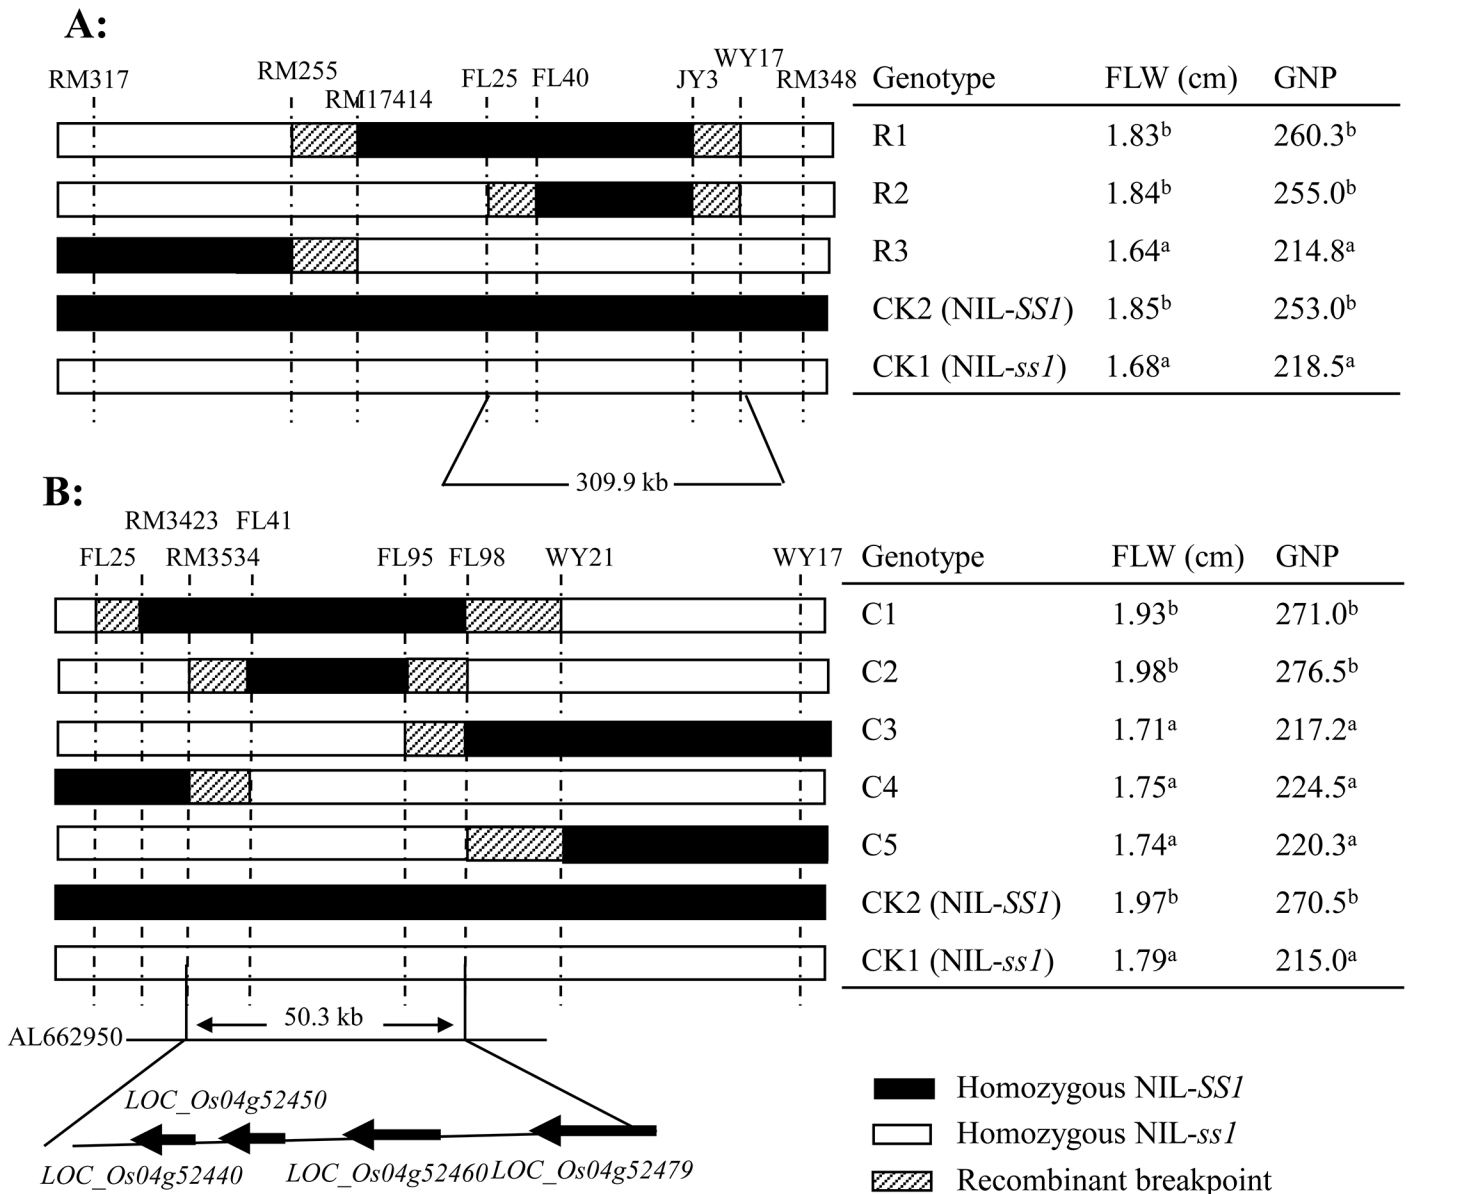 A:
RM317 RM255 RM17414 FL25 FL40 JY3 WY17 RM348
Genotype FLW (cm) GNP
R1 1.83b 260.3b
R2 1.84b 255.0b
R3 1.64a 214.8a
CK2 (NIL-SS1) 1.85b 253.0b
CK1 (NIL-ss1) 1.68a 218.5a
309.9 kb
B:
RM3423 FL41
FL25 RM3534 FL95 FL98 WY21 WY17
Genotype FLW (cm) GNP
C1 1.93b 271.0b
C2 1.98b 276.5b
C3 1.71a 217.2a
C4 1.75a 224.5a
C5 1.74a 220.3a
CK2 (NIL-SS1) 1.97b 270.5b
CK1 (NIL-ss1) 1.79a 215.0a
50.3 kb
AL662950
LOC_Os04g52450
LOC_Os04g52440 LOC_Os04g52460 LOC_Os04g52479
Homozygous NIL-SS1
Homozygous NIL-ss1
Recombinant breakpoint